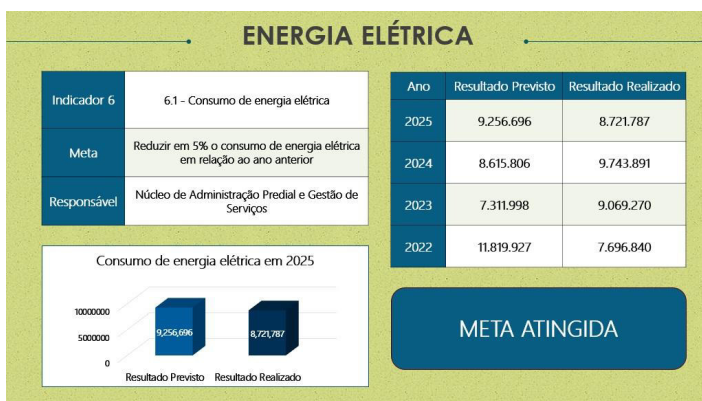 ENERGIA ELÉTRICA
Indicador 6
6.1 - Consumo de energia elétrica
Meta
Reduzir em 5% o consumo de energia elétrica
em relação ao ano anterior
Responsável
Núcleo de Administração Predial e Gestão de
Serviços
Ano Resultado Previsto Resultado Realizado
2025 9.256.696 8.721.787
2024 8.615.806 9.743.891
2023 7.311.998 9.069.270
2022 11.819.927 7.696.840
Consumo de energia elétrica em 2025
10000000
5000000
0
9,256,696
8,721,787
Resultado Previsto Resultado Realizado
META ATINGIDA